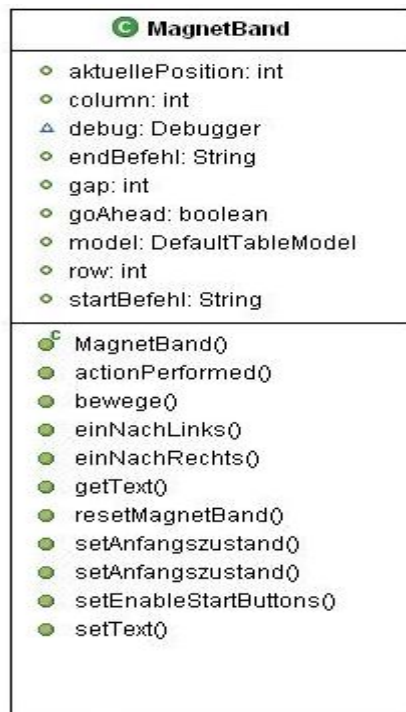 C MagnetBand
aktuellePosition: int
column: int
debug: Debugger
endBefehl: String
gap: int
goAhead: boolean
model: DefaultTableModel
row: int
startBefehl: String
C MagnetBand()
actionPerformed()
bewege()
einNachLinks()
einNachRechts()
getText()
resetMagnetBand()
setAnfangszustand()
setAnfangszustand()
setEnableStartButtons()
setText()